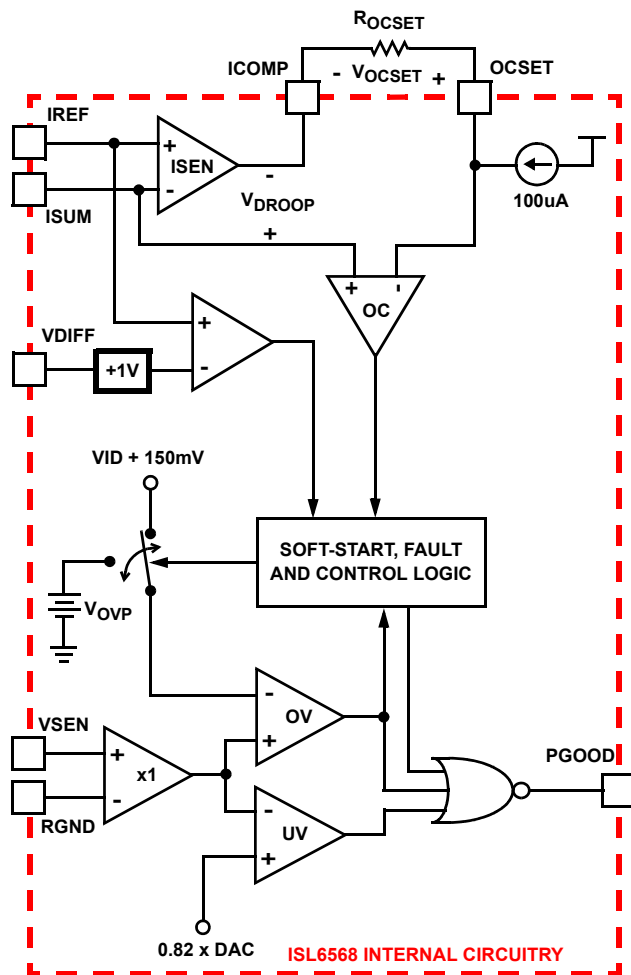 ROCSET
ICOMP
- VOCSET +
OCSET
IREF
+
ISEN
-
-
VDROOP
+
ISUM
100uA
+ -
OC
VDIFF
+1V
+
-
VID + 150mV
SOFT-START, FAULT
AND CONTROL LOGIC
VOVP
-
OV
+
VSEN
+
x1
-
RGND
-
UV
+
PGOOD
0.82 x DAC
ISL6568 INTERNAL CIRCUITRY